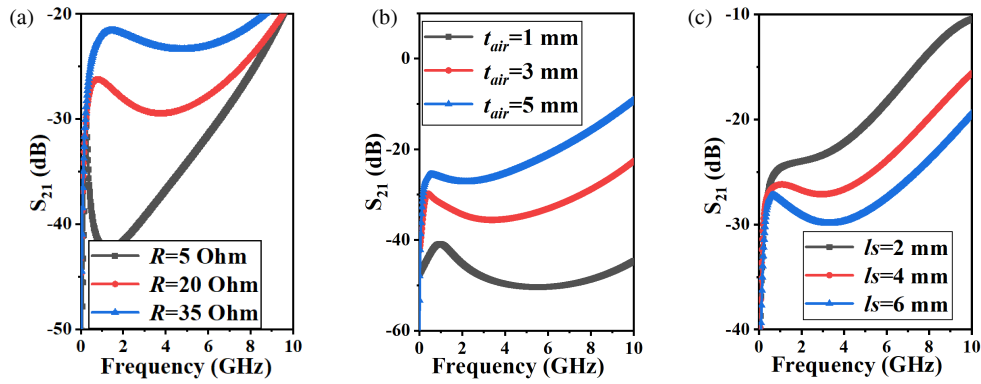 (a)
-20
-30
-40
-50
S21 (dB)
R=5 Ohm
R=20 Ohm
R=35 Ohm
0 2 4 6 8 10
Frequency (GHz)
(b)
0
-20
-40
-60
S21 (dB)
tair=1 mm
tair=3 mm
tair=5 mm
0 2 4 6 8 10
Frequency (GHz)
(c)
-10
-20
-30
-40
S21 (dB)
ls=2 mm
ls=4 mm
ls=6 mm
0 2 4 6 8 10
Frequency (GHz)